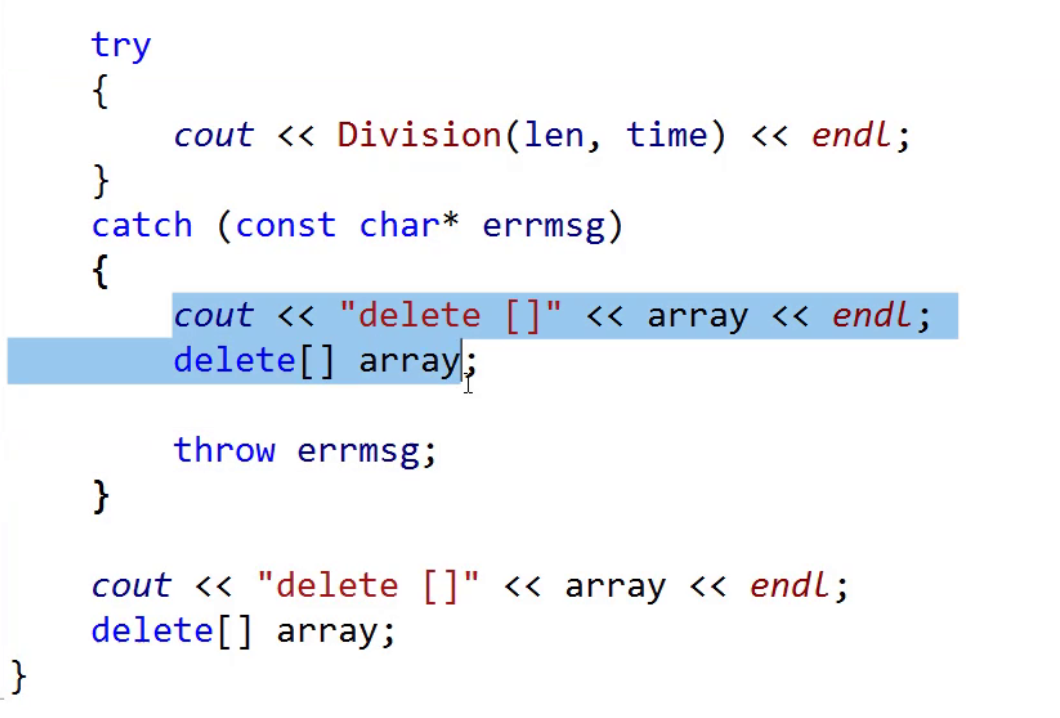 try
{
cout << Division(len, time) << endl;
}
catch (const char* errmsg)
{
cout << "delete []" << array << endl;
delete[] array;
throw errmsg;
}
cout << "delete []" << array << endl;
delete[] array;
}